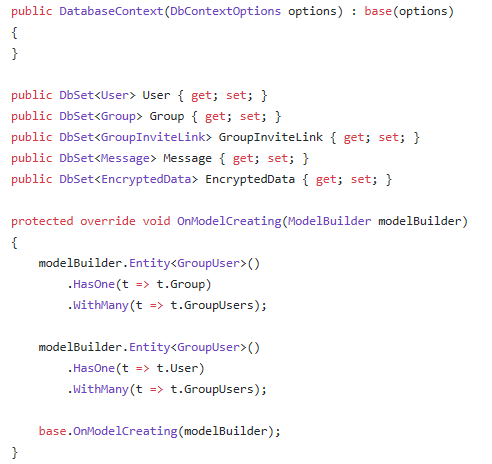 public DatabaseContext(DbContextOptions options) : base(options)
{
}

public DbSet<User> User { get; set; }
public DbSet<Group> Group { get; set; }
public DbSet<GroupInviteLink> GroupInviteLink { get; set; }
public DbSet<Message> Message { get; set; }
public DbSet<EncryptedData> EncryptedData { get; set; }

protected override void OnModelCreating(ModelBuilder modelBuilder)
{
    modelBuilder.Entity<GroupUser>()
        .HasOne(t => t.Group)
        .WithMany(t => t.GroupUsers);

    modelBuilder.Entity<GroupUser>()
        .HasOne(t => t.User)
        .WithMany(t => t.GroupUsers);

    base.OnModelCreating(modelBuilder);
}